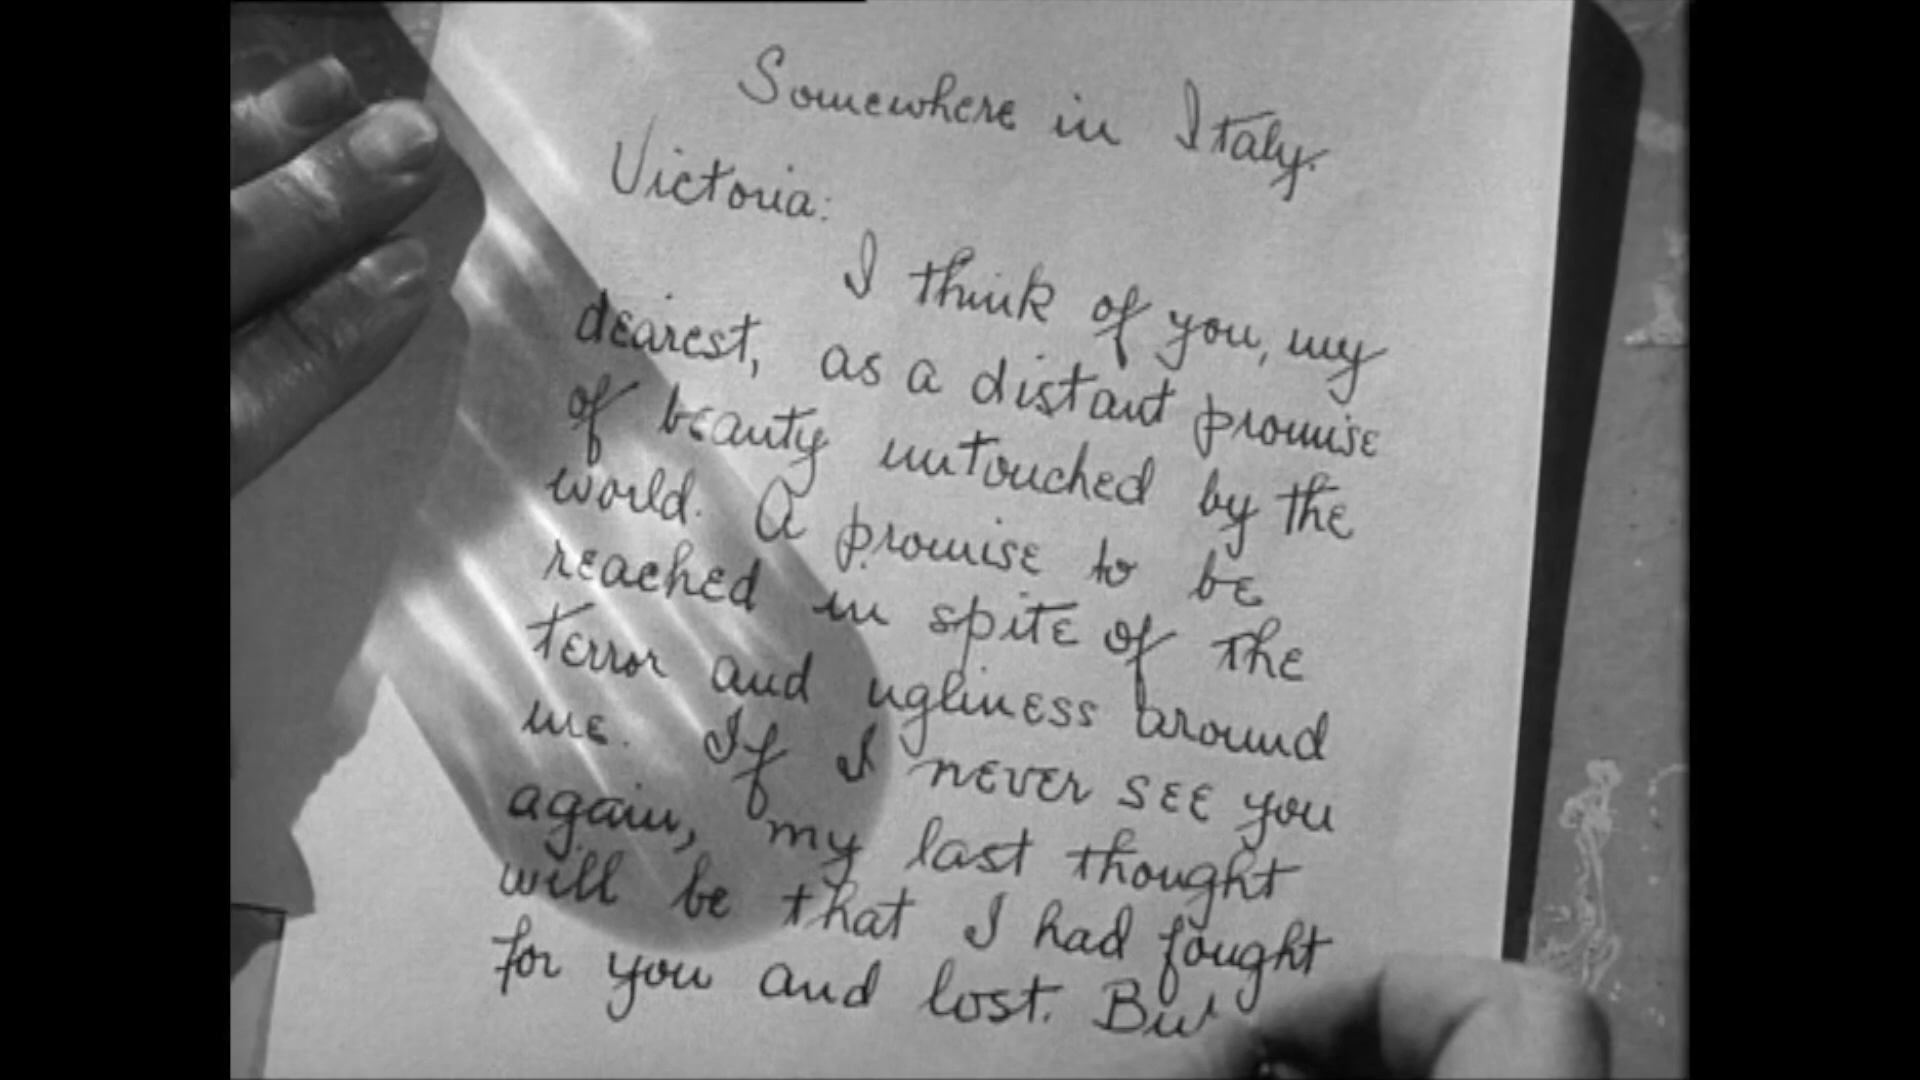 Somewhere in Italy.
Victoria:
I think of you, my
dearest, as a distant promise
of beauty untouched by the
world. A promise to be
reached in spite of the
terror and ugliness around
me. If I never see you
again, my last thought
will be that I had fought
for you and lost. But